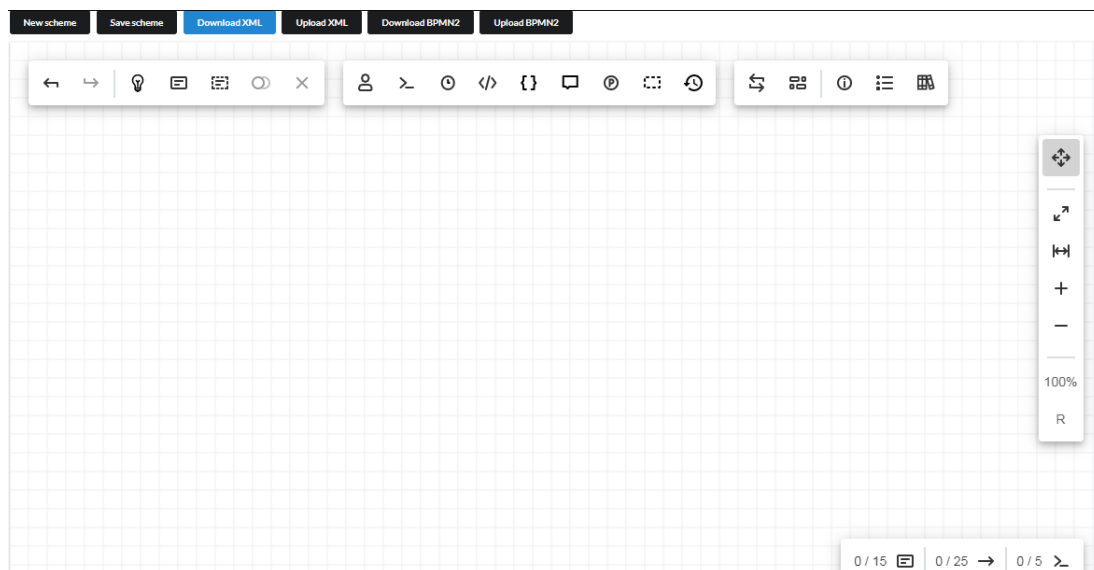 New scheme Save scheme Download XML Upload XML Download BPMN2 Upload BPMN2
100%
R
0 / 15 0 / 25 0 / 5